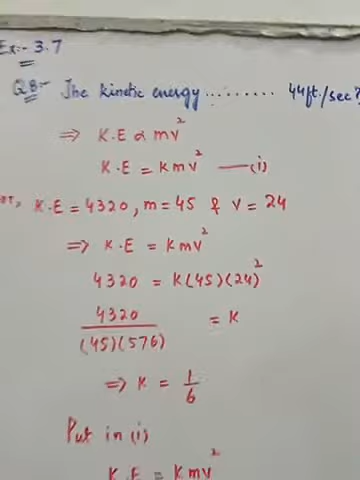 Ex:- 3.7
Q8:- The kinetic energy .......... 44ft./sec?
⇒ K.E ∝ mv²
K.E = kmv² —(i)
K.E = 4320, m = 45 & v = 24
⇒ K.E = kmv²
4320 = K(45)(24)²
4320/(45)(576) = K
⇒ K = 1/6
Put in (i)
K.E = kmv²